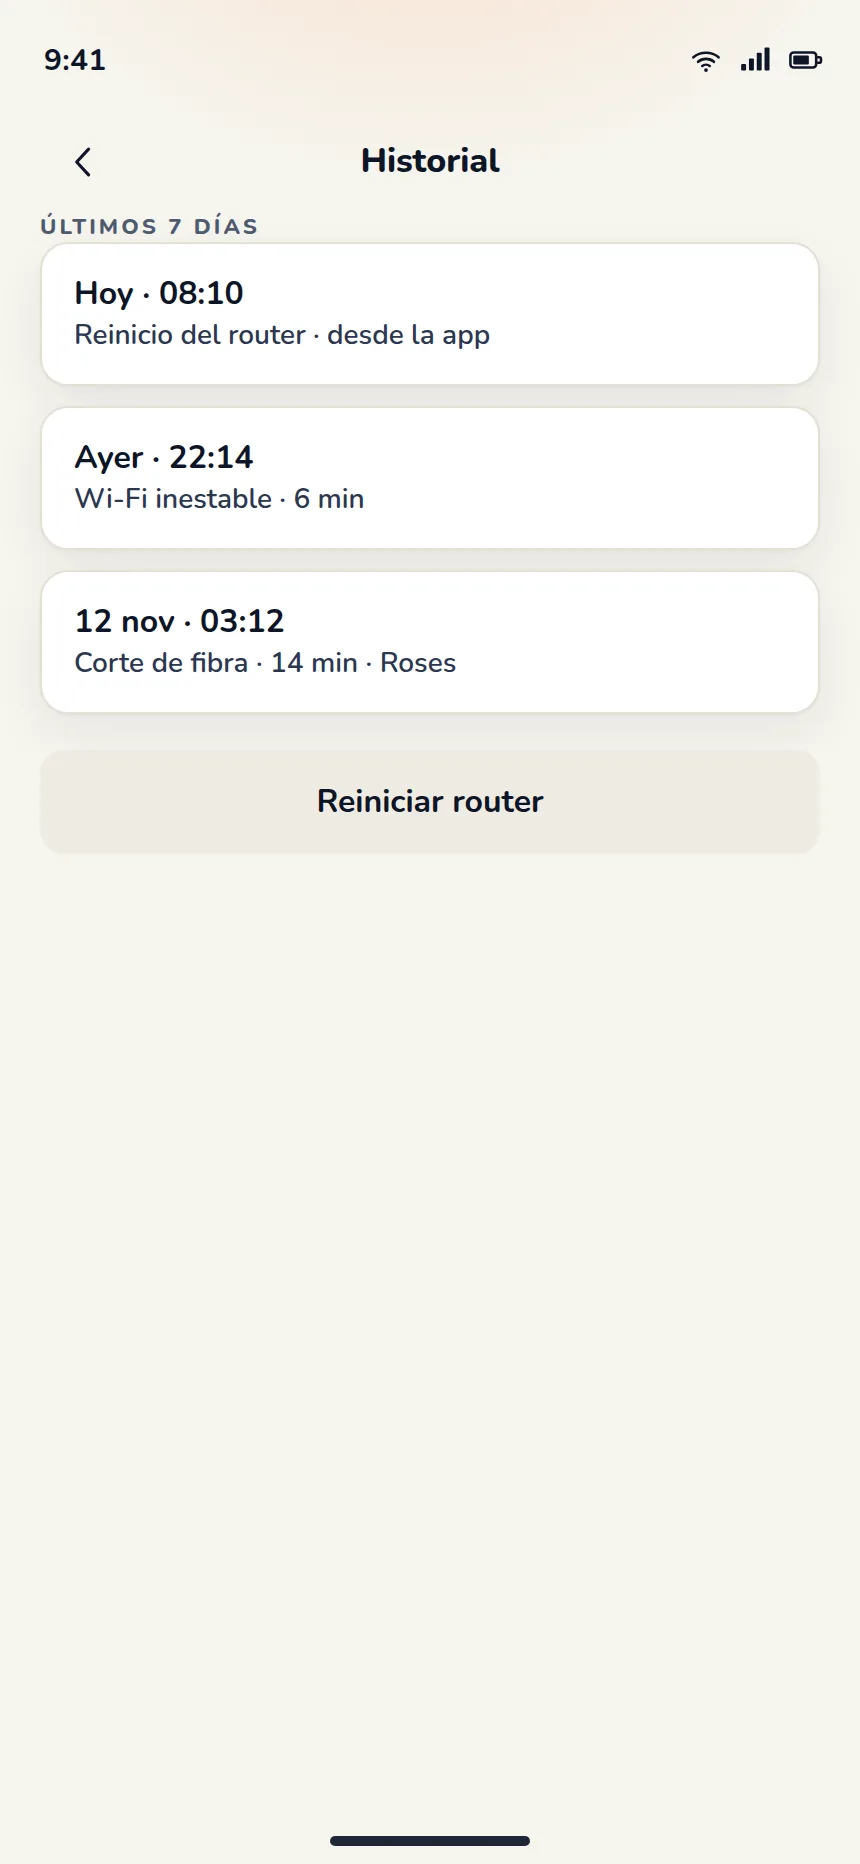 9:41
Historial
ÚLTIMOS 7 DÍAS
Hoy · 08:10
Reinicio del router · desde la app
Ayer · 22:14
Wi-Fi inestable · 6 min
12 nov · 03:12
Corte de fibra · 14 min · Roses
Reiniciar router